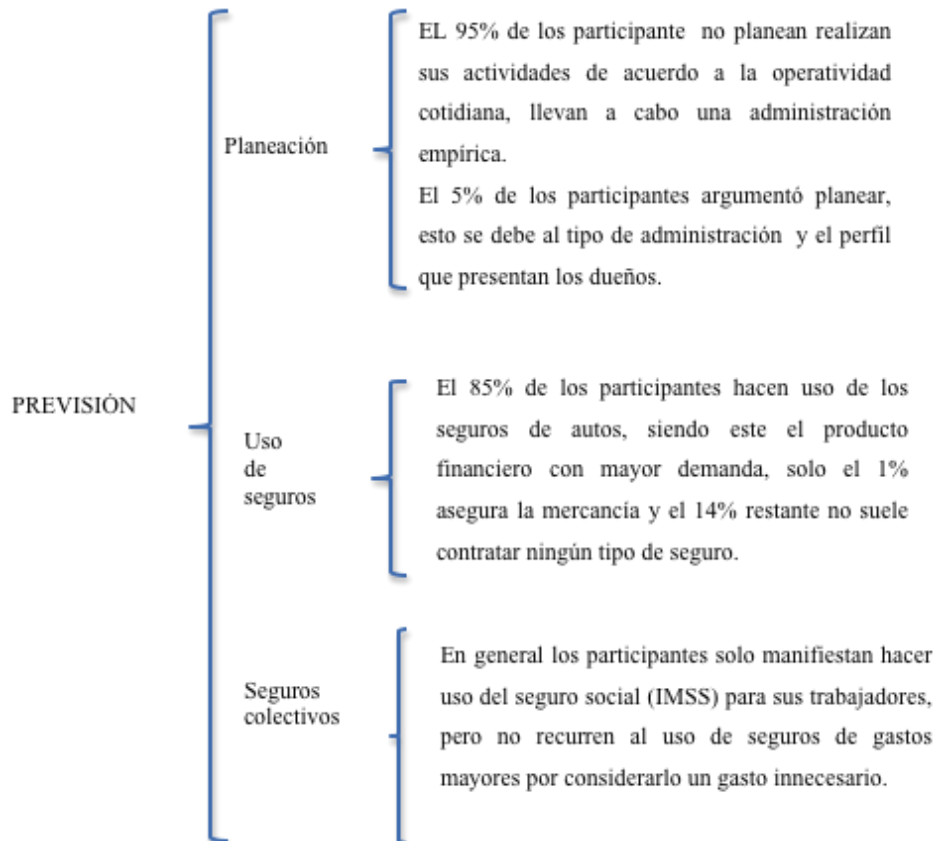 PREVISIÓN
Planeación
EL 95% de los participante no planean realizan
sus actividades de acuerdo a la operatividad
cotidiana, llevan a cabo una administración
empírica.
El 5% de los participantes argumentó planear,
esto se debe al tipo de administración y el perfil
que presentan los dueños.
Uso
de
seguros
El 85% de los participantes hacen uso de los
seguros de autos, siendo este el producto
financiero con mayor demanda, solo el 1%
asegura la mercancía y el 14% restante no suele
contratar ningún tipo de seguro.
Seguros
colectivos
En general los participantes solo manifiestan hacer
uso del seguro social (IMSS) para sus trabajadores,
pero no recurren al uso de seguros de gastos
mayores por considerarlo un gasto innecesario.